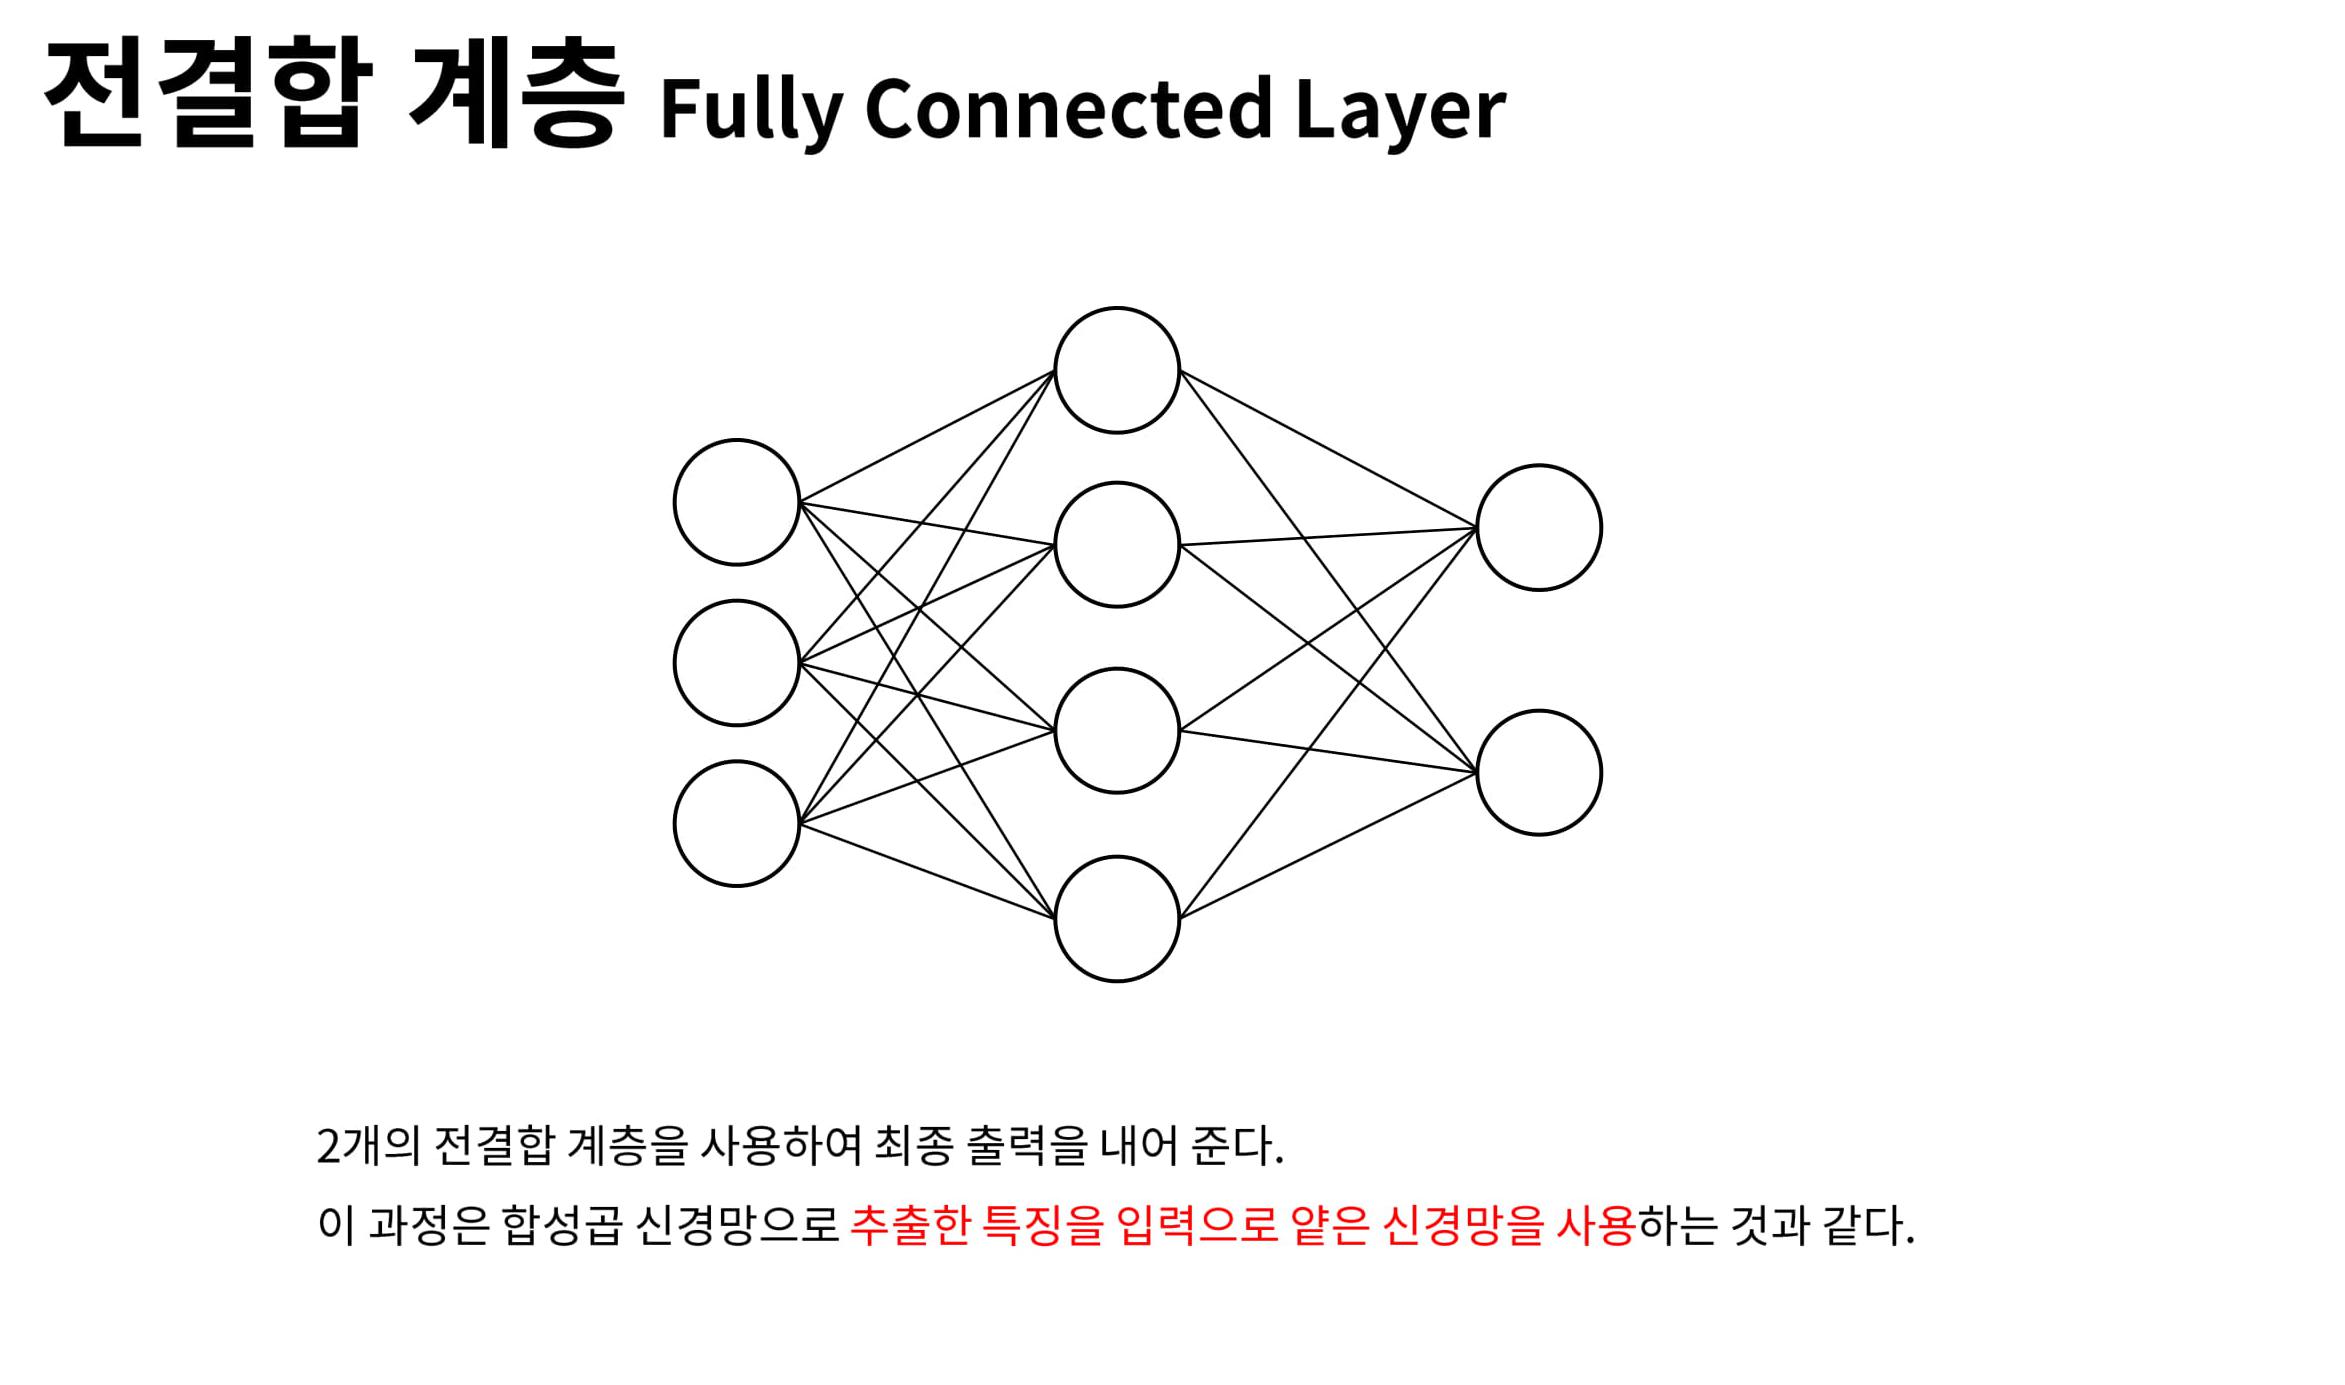 전결합 계층 Fully Connected Layer
2개의 전결합 계층을 사용하여 최종 출력을 내어 준다.
이 과정은 합성곱 신경망으로 추출한 특징을 입력으로 얕은 신경망을 사용하는 것과 같다.